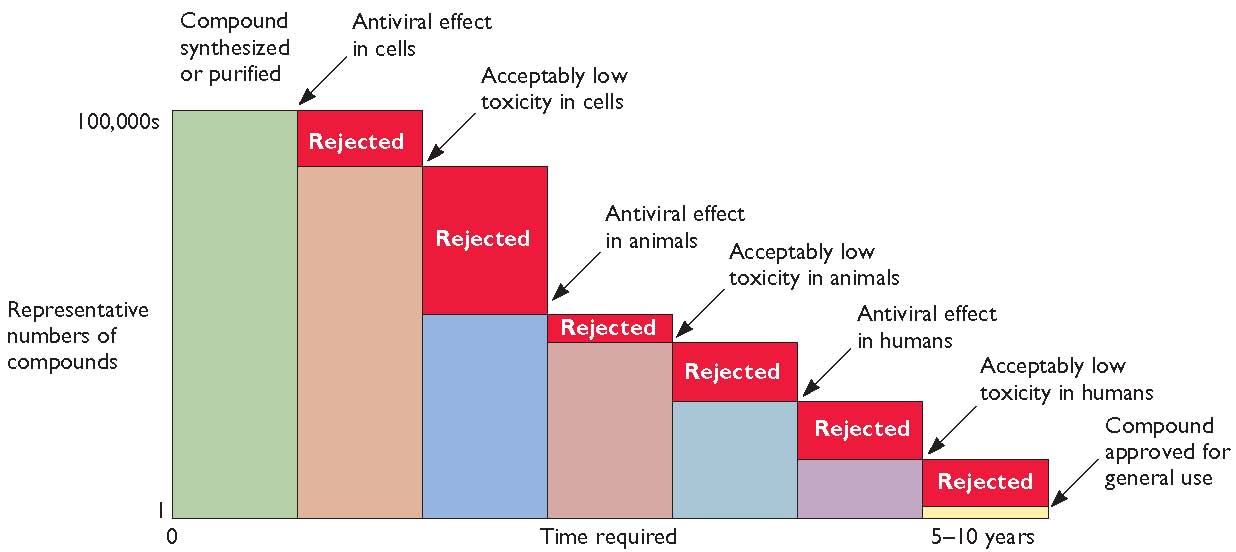 Compound
synthesized
or purified
Antiviral effect
in cells
Acceptably low
toxicity in cells
100,000s
Rejected
Rejected
Antiviral effect
in animals
Acceptably low
toxicity in animals
Representative
numbers of
compounds
Rejected
Antiviral effect
in humans
Rejected
Acceptably low
toxicity in humans
Rejected
Compound
approved for
general use
Rejected
1
0
Time required
5–10 years